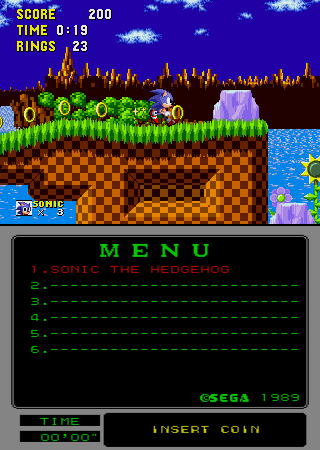 SCORE 200
TIME 0:19
RINGS 23
SONIC
× 3
MENU
1.SONIC THE HEDGEHOG
2.------------------------------
3.------------------------------
4.------------------------------
5.------------------------------
6.------------------------------
©SEGA 1989
TIME
00'00"
INSERT COIN